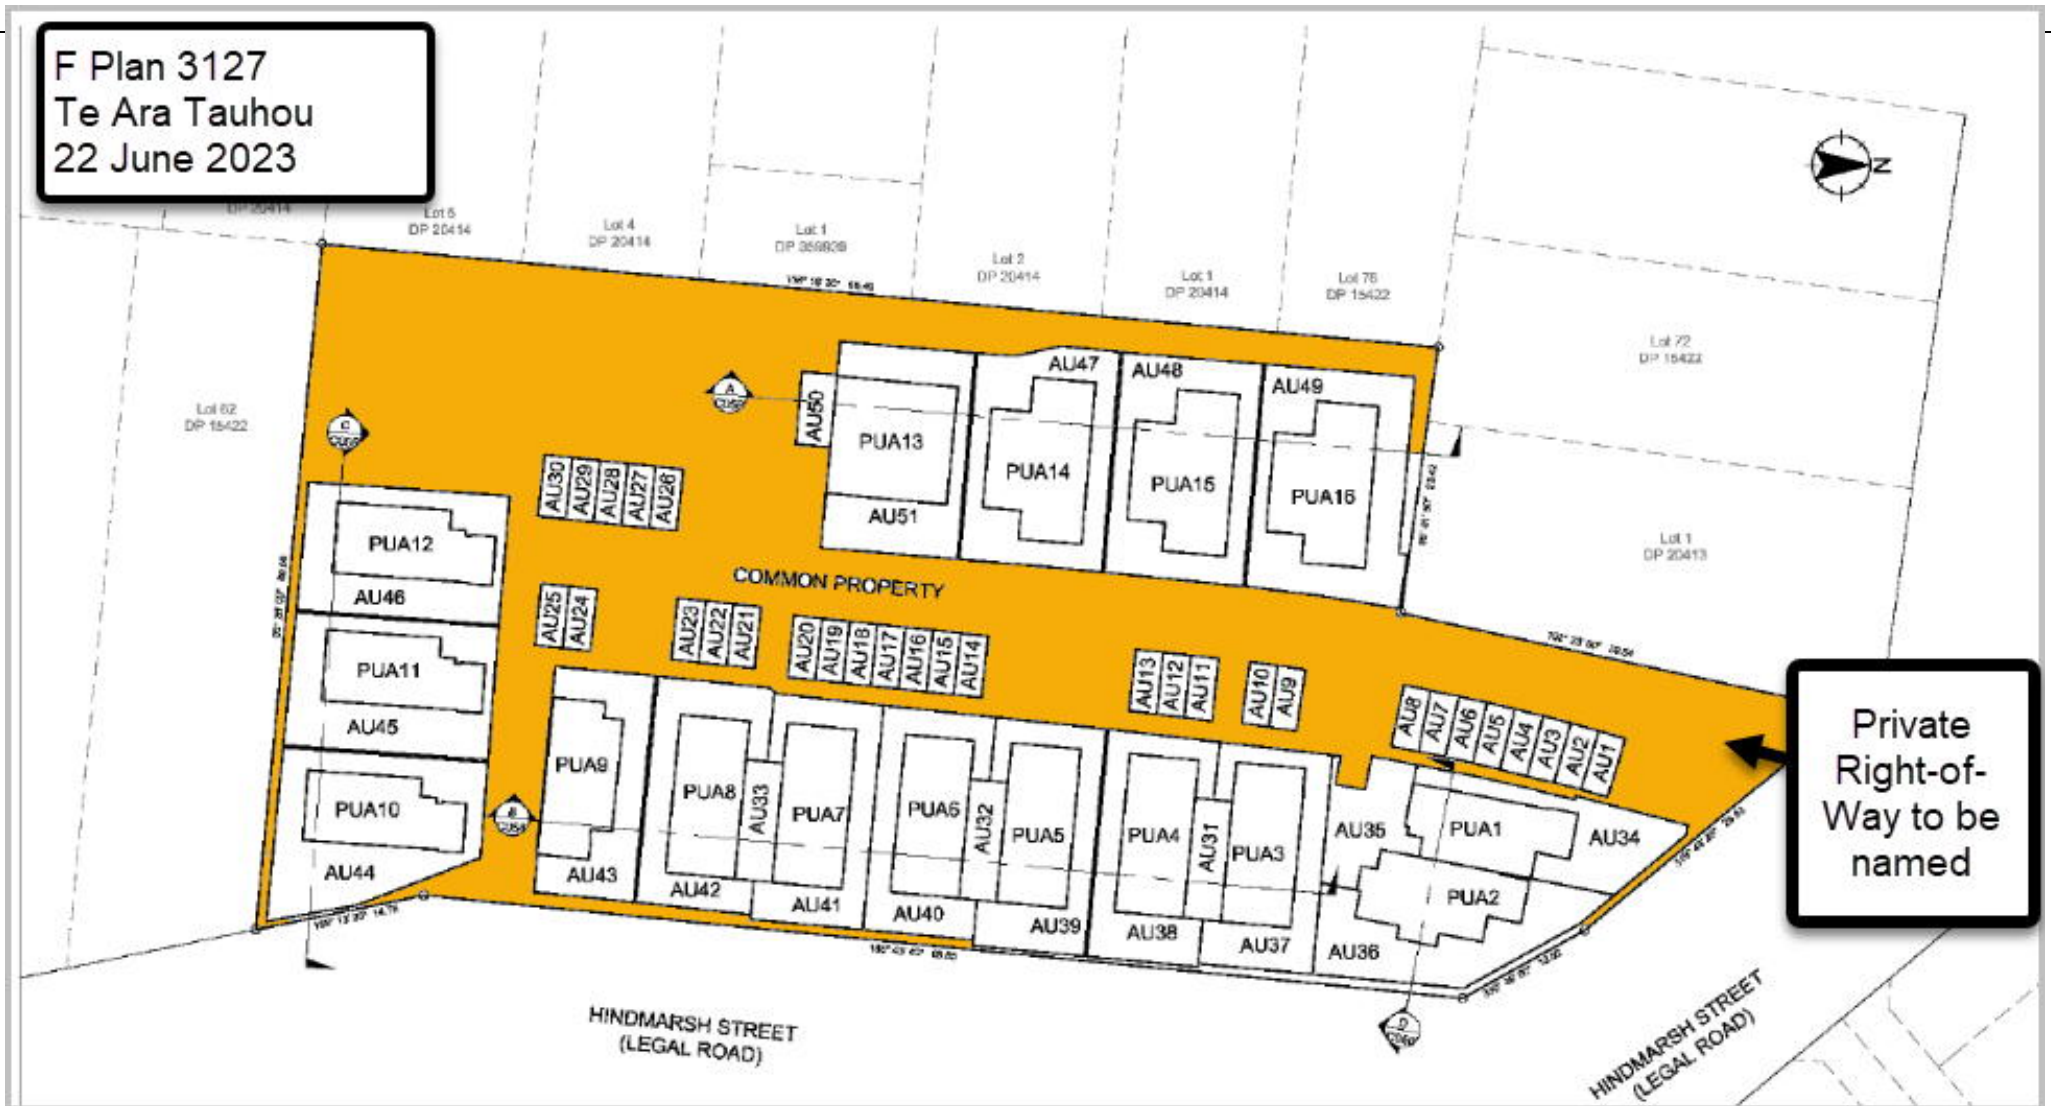 F Plan 3127
Te Ara Tauhou
22 June 2023
N
DP 20414
Lot 5
DP 20414
Lot 4
DP 20414
Lot 1
Lot 2
DP 20414
Lot 1
DP 20414
Lot 76
DP 15422
Lot 72
DP 15422
Lot 1
DP 20413
Lot 62
DP 15422
A
C
B
D
AU50
PUA13
AU51
AU47
PUA14
AU48
PUA15
AU49
PUA16
AU30
AU29
AU28
AU27
AU26
PUA12
AU46
COMMON PROPERTY
AU25
AU24
AU23
AU22
AU21
AU20
AU19
AU18
AU17
AU16
AU15
AU14
AU13
AU12
AU11
AU10
AU9
AU8
AU7
AU6
AU5
AU4
AU3
AU2
AU1
PUA11
AU45
PUA10
AU44
PUA9
AU43
PUA8
AU33
PUA7
AU42
AU41
PUA6
AU32
PUA5
AU40
AU39
PUA4
AU31
PUA3
AU38
AU37
AU35
PUA1
AU34
PUA2
AU36
Private
Right-of-
Way to be
named
HINDMARSH STREET
(LEGAL ROAD)
HINDMARSH STREET
(LEGAL ROAD)